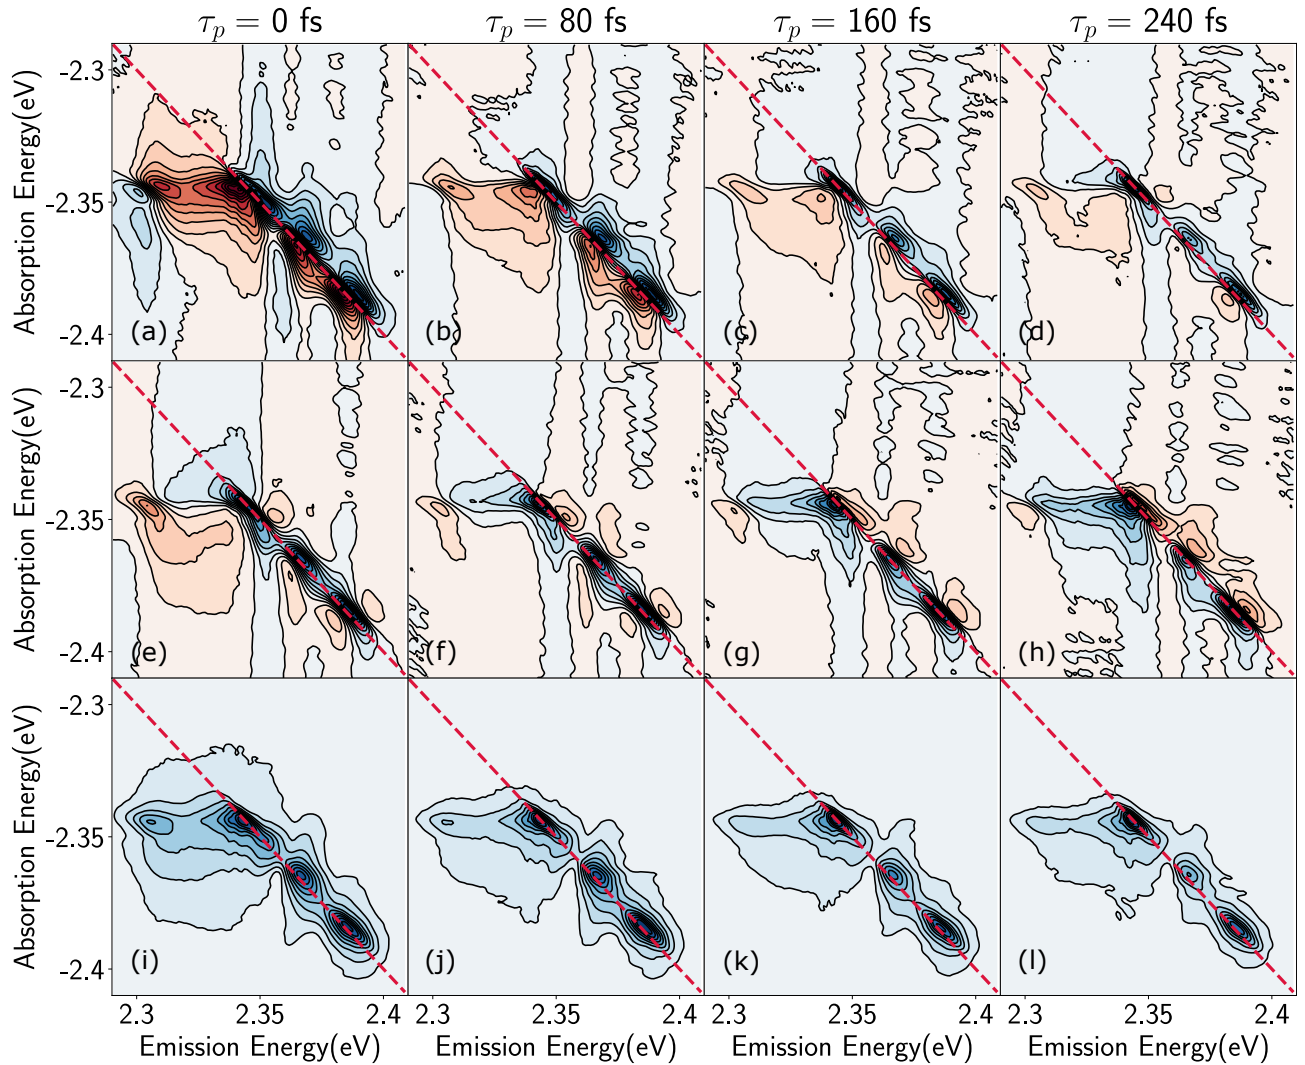 τp = 0 fs τp = 80 fs τp = 160 fs τp = 240 fs
Absorption Energy(eV)
-2.3
-2.35
-2.4
(a) (b) (c) (d)
Absorption Energy(eV)
-2.3
-2.35
-2.4
(e) (f) (g) (h)
Absorption Energy(eV)
-2.3
-2.35
-2.4
(i) (j) (k) (l)
2.3 2.35 2.4 2.3 2.35 2.4 2.3 2.35 2.4 2.3 2.35 2.4
Emission Energy(eV) Emission Energy(eV) Emission Energy(eV) Emission Energy(eV)